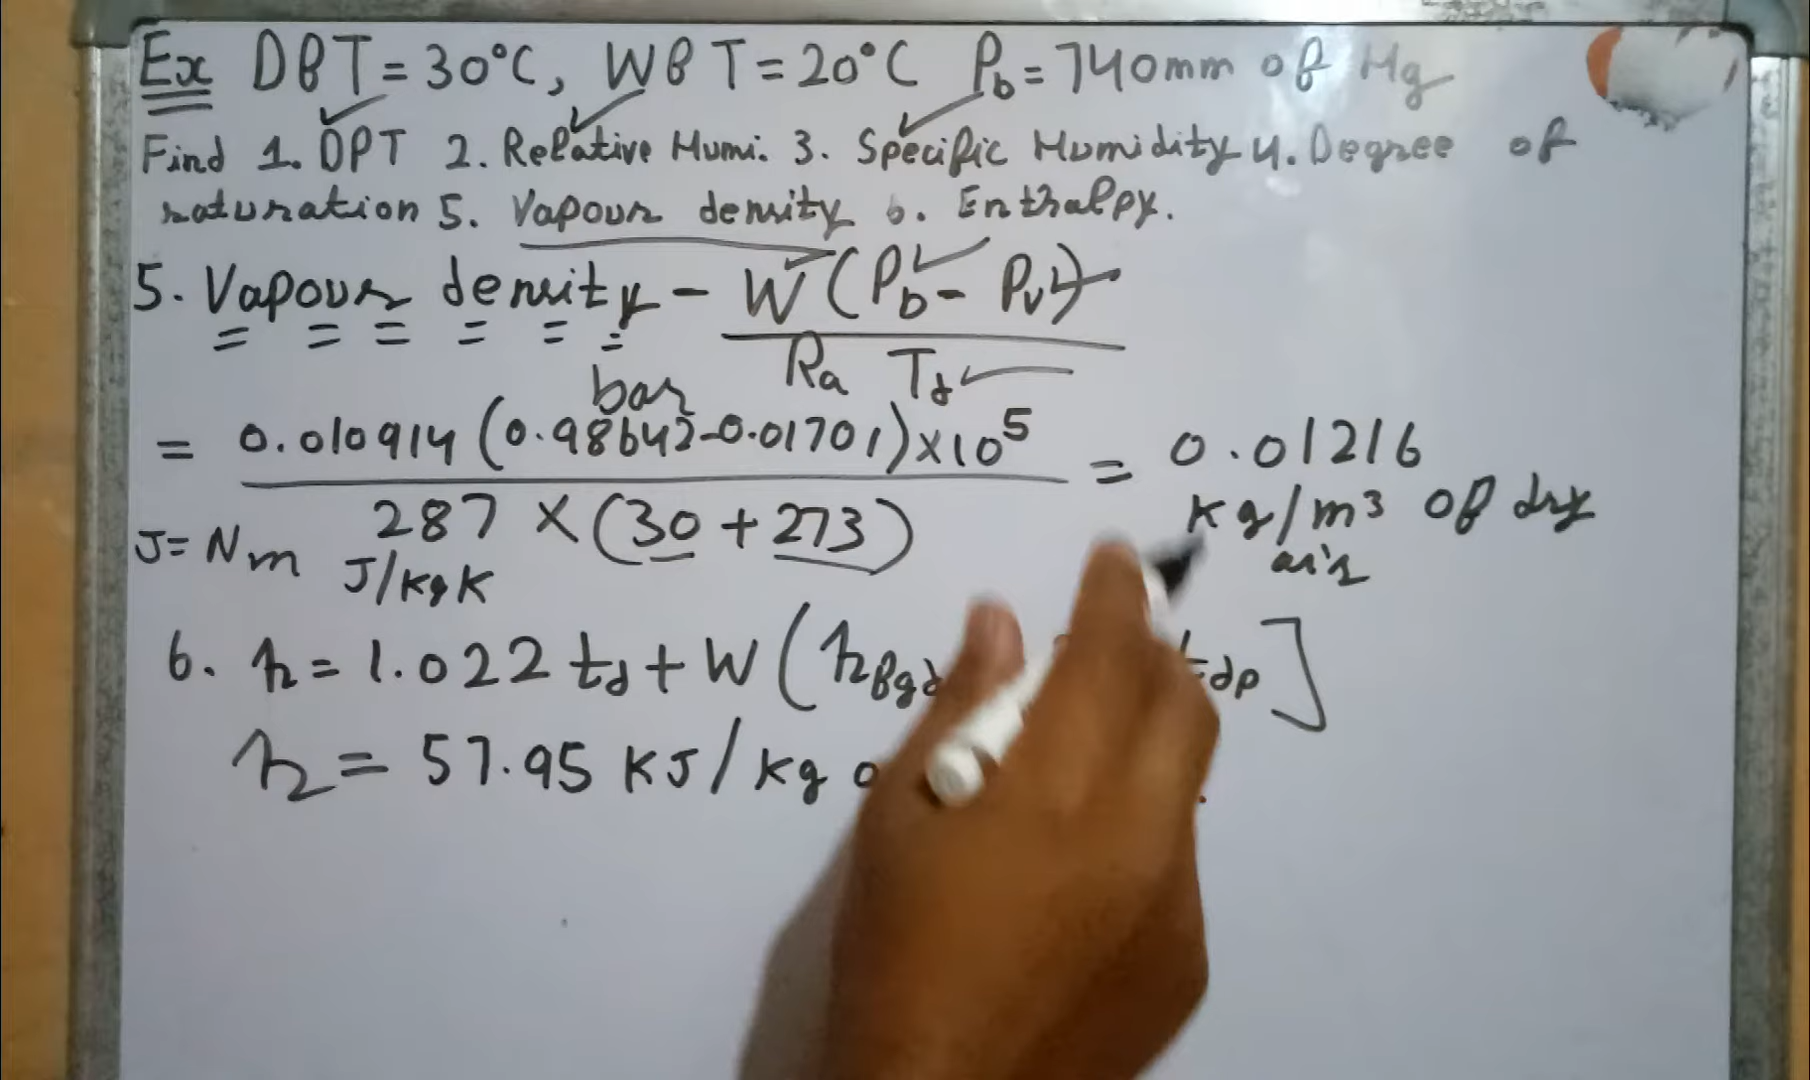 Ex DBT = 30°C, WBT = 20°C Pb = 740mm of Hg
Find 1. DPT 2. Relative Humi. 3. Specific Humidity 4. Degree of
saturation 5. Vapour density 6. Enthalpy.
5. Vapour density - W (Pb - Pv)
Ra Td
bar
= 0.010914 (0.98642-0.01701)×10^5 = 0.01216
287 × (30 + 273) kg/m3 of dry
J = Nm J/kgK air
6. h = 1.022 td + W (hfgd tdp]
h = 57.95 KJ/kg